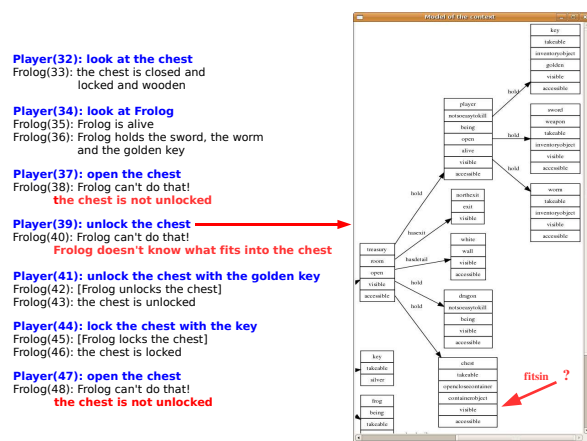 Player(32): look at the chest
Frolog(33): the chest is closed and
locked and wooden
Player(34): look at Frolog
Frolog(35): Frolog is alive
Frolog(36): Frolog holds the sword, the worm
and the golden key
Player(37): open the chest
Frolog(38): Frolog can't do that!
the chest is not unlocked
Player(39): unlock the chest
Frolog(40): Frolog can't do that!
Frolog doesn't know what fits into the chest
Player(41): unlock the chest with the golden key
Frolog(42): [Frolog unlocks the chest]
Frolog(43): the chest is unlocked
Player(44): lock the chest with the key
Frolog(45): [Frolog locks the chest]
Frolog(46): the chest is locked
Player(47): open the chest
Frolog(48): Frolog can't do that!
the chest is not unlocked
Model of the context
key
takeable
inventoryobject
golden
visible
accessible
hold
player
notsoeasytokill
being
open
alive
visible
accessible
hold
sword
weapon
takeable
inventoryobject
visible
accessible
hold
worm
takeable
inventoryobject
visible
accessible
hold
northexit
exit
visible
hasexit
treasury
room
open
visible
accessible
hasdetail
white
wall
visible
accessible
hold
dragon
notsoeasytokill
being
visible
accessible
hold
chest
takeable
openclosecontainer
containerobject
visible
accessible
fitsin ?
key
takeable
silver
frog
being
takeable